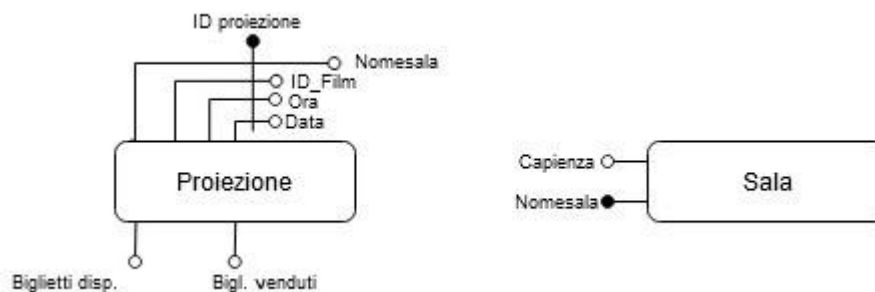 ID proiezione
Nomesala
ID_Film
Ora
Data
Proiezione
Biglietti disp.
Bigl. venduti
Capienza
Nomesala
Sala